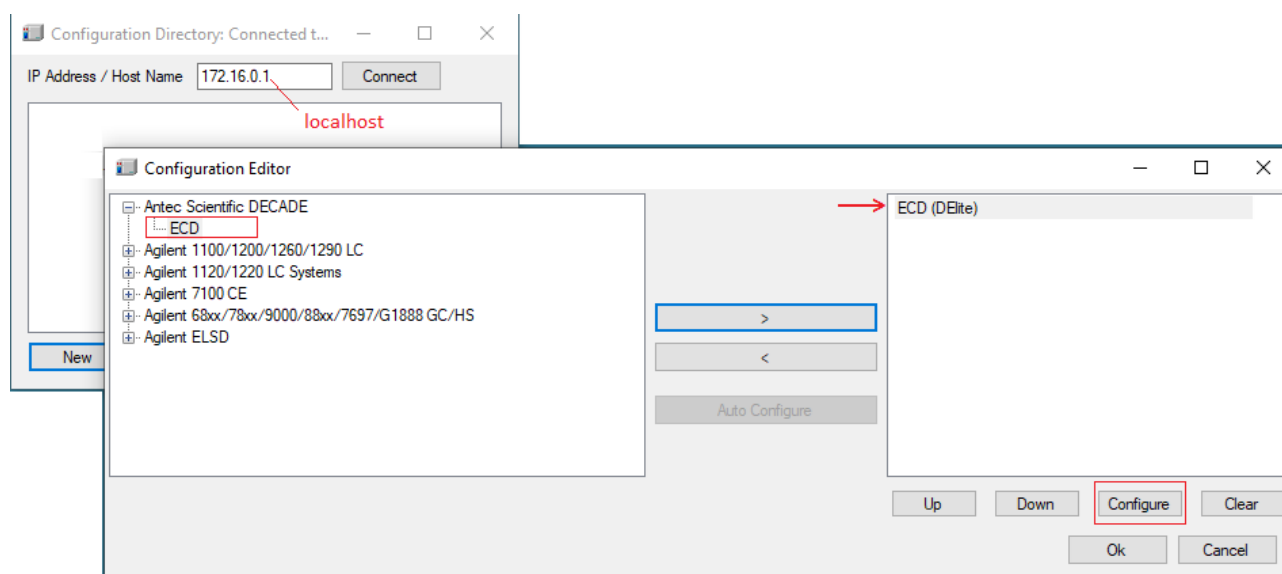 Configuration Directory: Connected t...
IP Address / Host Name 172.16.0.1 Connect
localhost
Configuration Editor
Antec Scientific DECADE
ECD
Agilent 1100/1200/1260/1290 LC
Agilent 1120/1220 LC Systems
Agilent 7100 CE
Agilent 68xx/78xx/9000/88xx/7697/G1888 GC/HS
Agilent ELSD
New
>
<
Auto Configure
ECD (DElite)
Up Down Configure Clear
Ok Cancel